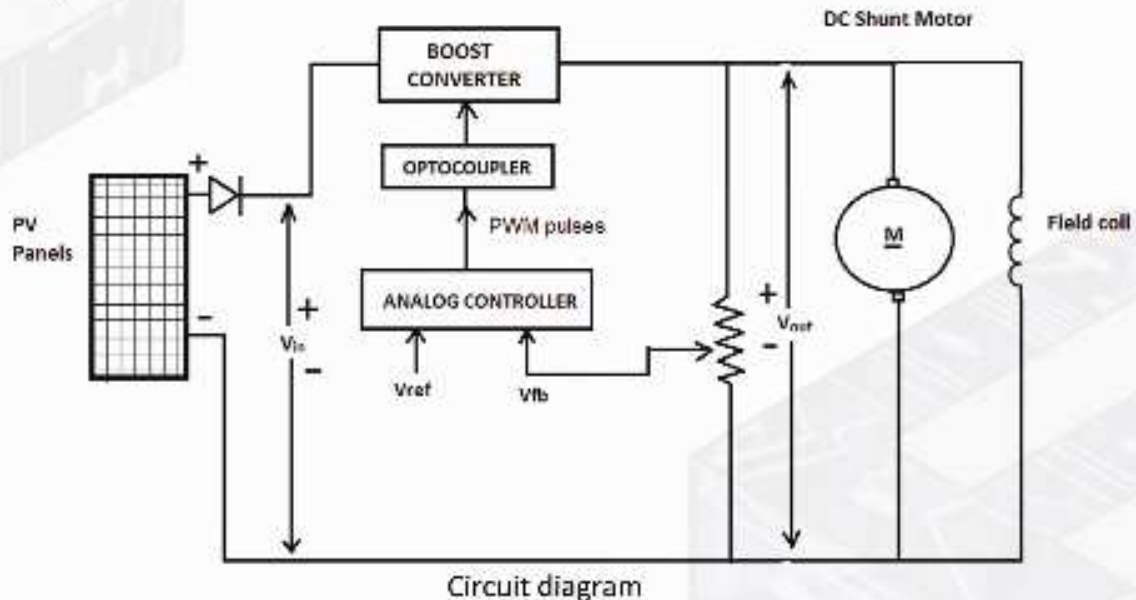 DC Shunt Motor
BOOST
CONVERTER
OPTOCOUPLER
+
PV
Panels
PWM pulses
M
Field coil
-
+
Vin
-
ANALOG CONTROLLER
+
Vout
-
Vref
Vfb
Circuit diagram